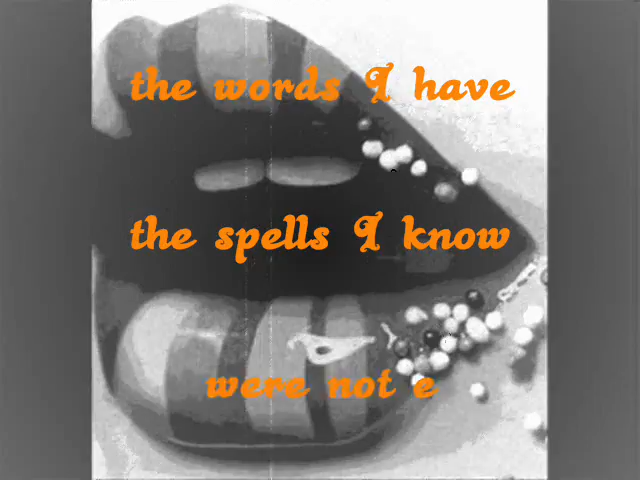 the words I have
the spells I know
were not e